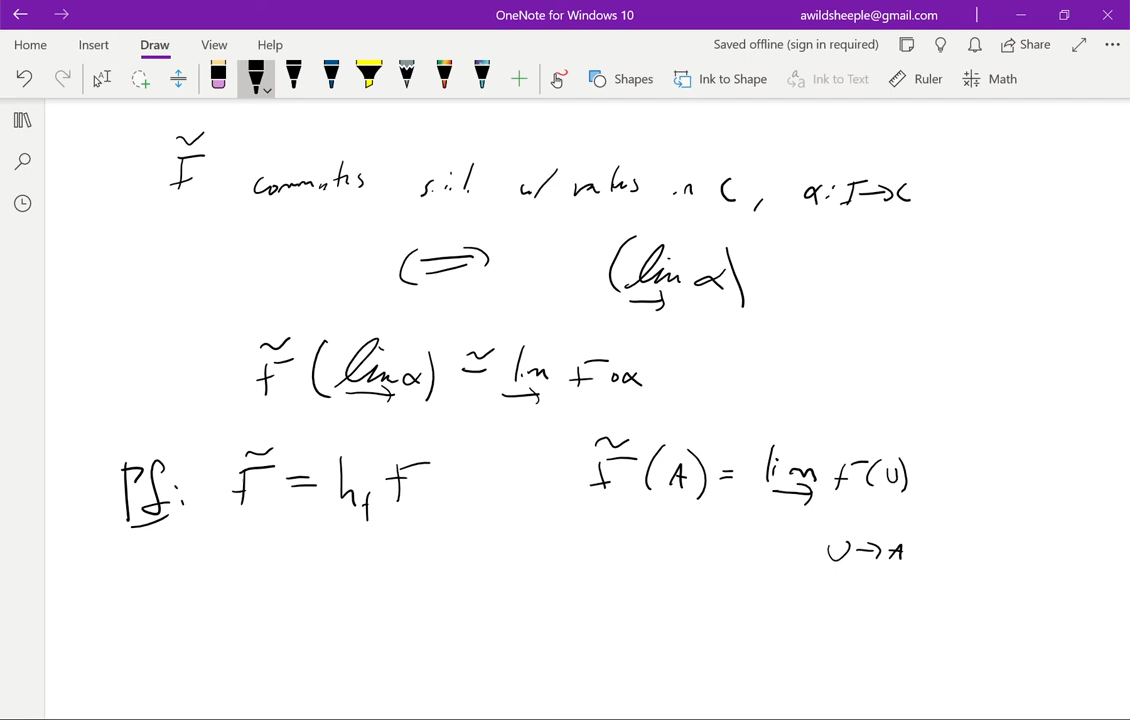 OneNote for Windows 10
awildsheeple@gmail.com
Home Insert Draw View Help
Saved offline (sign in required)
Share
Shapes Ink to Shape Ink to Text Ruler Math
F̃ commutes s.i.l. w/ values in C, α: I → C
⟺ (lim→ α)
F̃ (lim→ α) ≃ lim→ F∘α
Pf: F̃ = h_f F F̃(A) = lim→ F(U)
U → A